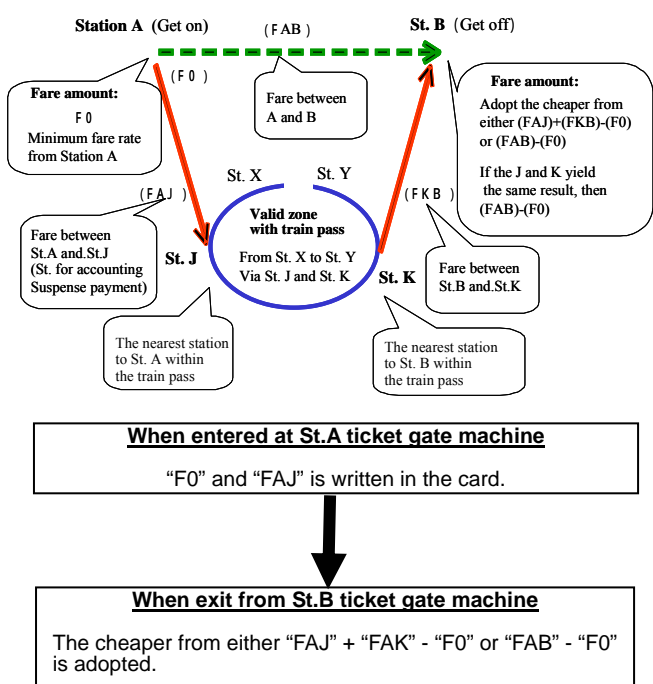 Station A (Get on)
(FAB)
St. B (Get off)
(F0)
Fare amount:
F0
Minimum fare rate
from Station A
Fare between
A and B
Fare amount:
Adopt the cheaper from
either (FAJ)+(FKB)-(F0)
or (FAB)-(F0)
If the J and K yield
the same result, then
(FAB)-(F0)
St. X
St. Y
(FAJ)
(FKB)
Valid zone
with train pass
From St. X to St. Y
Via St. J and St. K
Fare between
St.A and.St.J
(St. for accounting
Suspense payment)
St. J
St. K
Fare between
St.B and.St.K
The nearest station
to St. A within
the train pass
The nearest station
to St. B within
the train pass
When entered at St.A ticket gate machine
“F0” and “FAJ” is written in the card.
When exit from St.B ticket gate machine
The cheaper from either “FAJ” + “FAK” - “F0” or “FAB” - “F0”
is adopted.